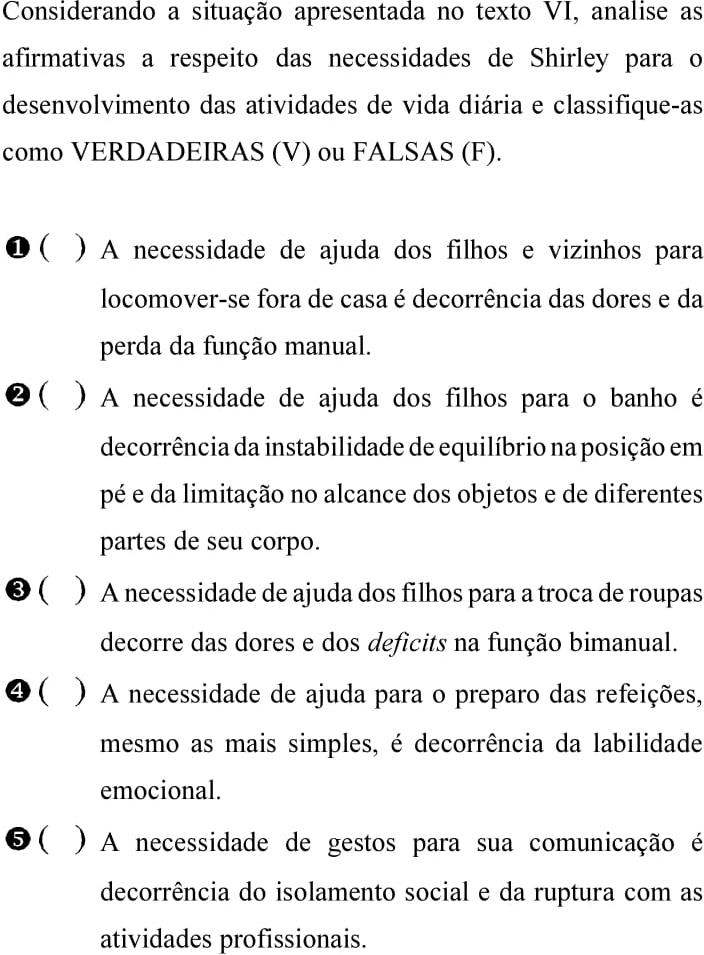 Considerando a situação apresentada no texto VI, analise as
afirmativas a respeito das necessidades de Shirley para o
desenvolvimento das atividades de vida diária e classifique-as
como VERDADEIRAS (V) ou FALSAS (F).
❶ (   ) A necessidade de ajuda dos filhos e vizinhos para
locomover-se fora de casa é decorrência das dores e da
perda da função manual.
❷ (   ) A necessidade de ajuda dos filhos para o banho é
decorrência da instabilidade de equilíbrio na posição em
pé e da limitação no alcance dos objetos e de diferentes
partes de seu corpo.
❸ (   ) A necessidade de ajuda dos filhos para a troca de roupas
decorre das dores e dos deficits na função bimanual.
❹ (   ) A necessidade de ajuda para o preparo das refeições,
mesmo as mais simples, é decorrência da labilidade
emocional.
❺ (   ) A necessidade de gestos para sua comunicação é
decorrência do isolamento social e da ruptura com as
atividades profissionais.